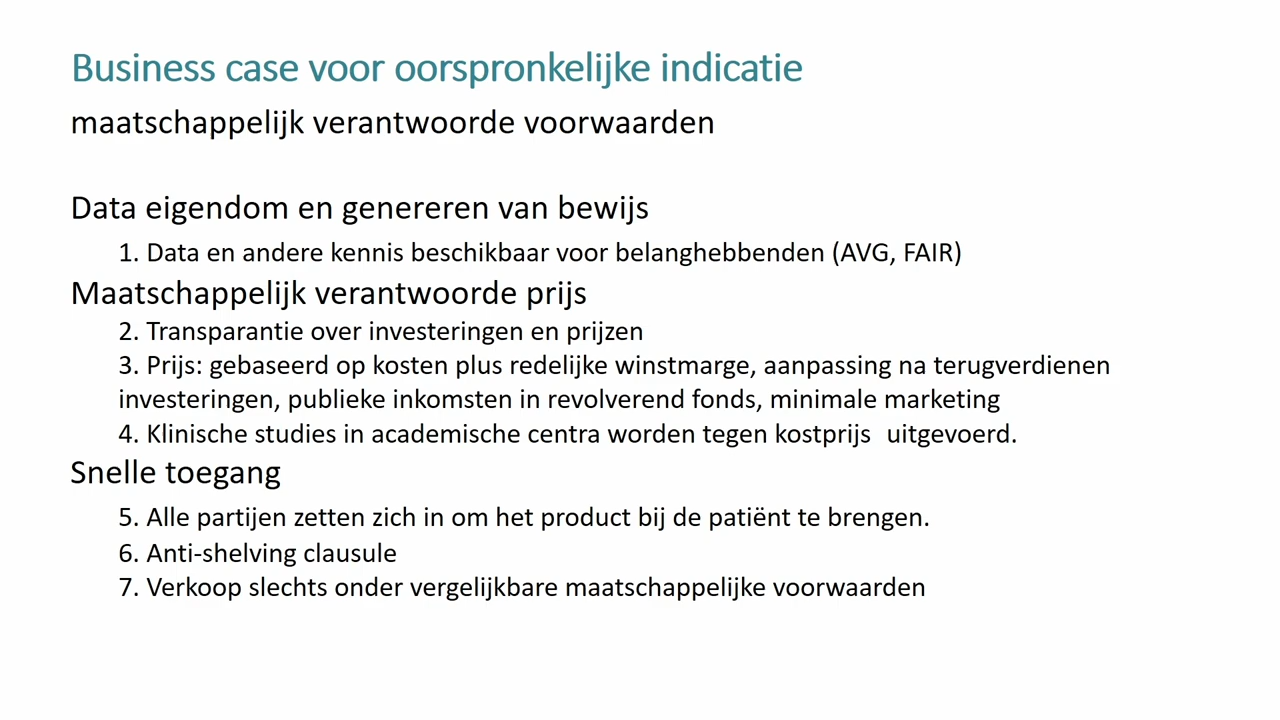 Business case voor oorspronkelijke indicatie
maatschappelijk verantwoorde voorwaarden
Data eigendom en genereren van bewijs
1. Data en andere kennis beschikbaar voor belanghebbenden (AVG, FAIR)
Maatschappelijk verantwoorde prijs
2. Transparantie over investeringen en prijzen
3. Prijs: gebaseerd op kosten plus redelijke winstmarge, aanpassing na terugverdienen
investeringen, publieke inkomsten in revolverend fonds, minimale marketing
4. Klinische studies in academische centra worden tegen kostprijs  uitgevoerd.
Snelle toegang
5. Alle partijen zetten zich in om het product bij de patiënt te brengen.
6. Anti-shelving clausule
7. Verkoop slechts onder vergelijkbare maatschappelijke voorwaarden